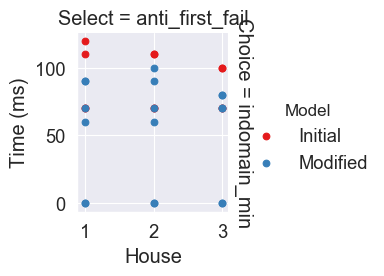 Select = anti_first_fail
Choice = indomain_min
Time (ms)
100
50
0
1 2 3
House
Model
Initial
Modified